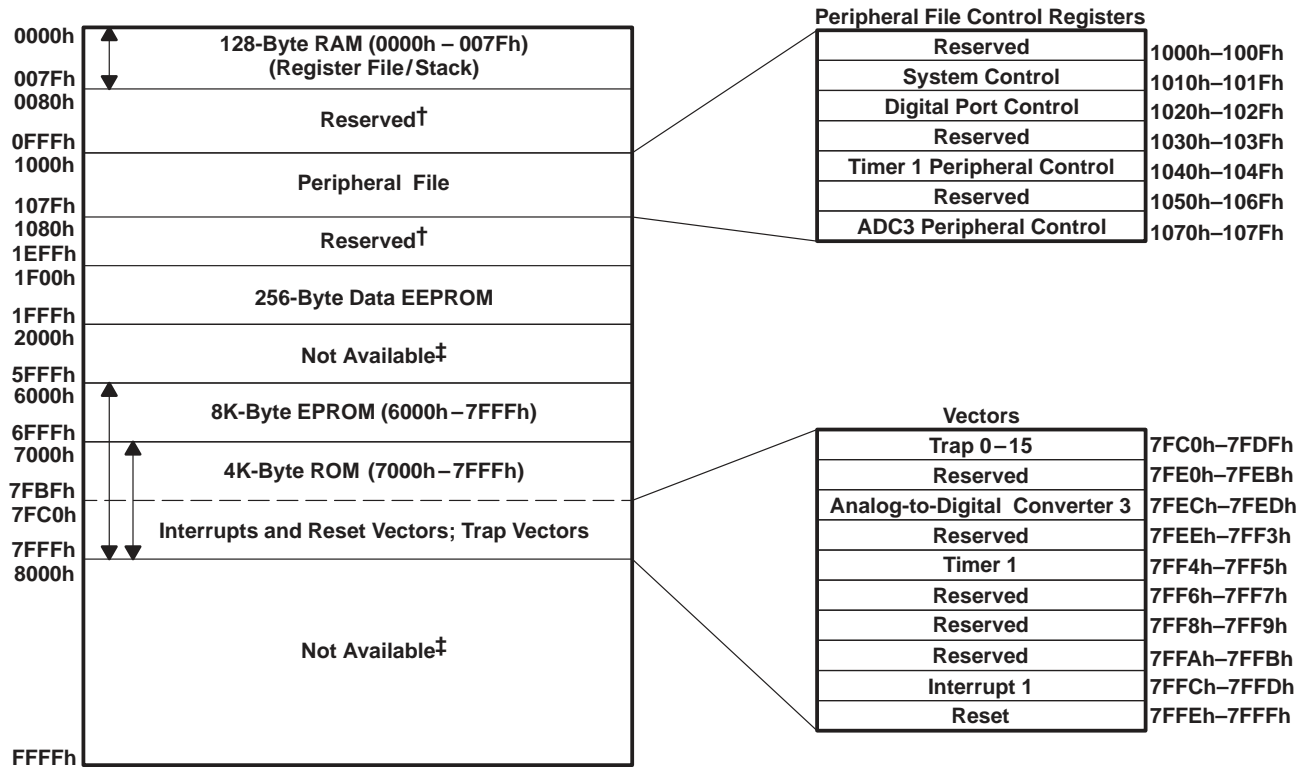 0000h
128-Byte RAM (0000h – 007Fh)
(Register File/Stack)
007Fh
0080h
Reserved†
0FFFh
1000h
Peripheral File
107Fh
1080h
Reserved†
1EFFh
1F00h
256-Byte Data EEPROM
1FFFh
2000h
Not Available‡
5FFFh
6000h
8K-Byte EPROM (6000h–7FFFh)
6FFFh
7000h
4K-Byte ROM (7000h–7FFFh)
7FBFh
7FC0h
Interrupts and Reset Vectors; Trap Vectors
7FFFh
8000h
Not Available‡
FFFFh
Peripheral File Control Registers
Reserved 1000h–100Fh
System Control 1010h–101Fh
Digital Port Control 1020h–102Fh
Reserved 1030h–103Fh
Timer 1 Peripheral Control 1040h–104Fh
Reserved 1050h–106Fh
ADC3 Peripheral Control 1070h–107Fh
Vectors
Trap 0–15 7FC0h–7FDFh
Reserved 7FE0h–7FEBh
Analog-to-Digital Converter 3 7FECh–7FEDh
Reserved 7FEEh–7FF3h
Timer 1 7FF4h–7FF5h
Reserved 7FF6h–7FF7h
Reserved 7FF8h–7FF9h
Reserved 7FFAh–7FFBh
Interrupt 1 7FFCh–7FFDh
Reset 7FFEh–7FFFh